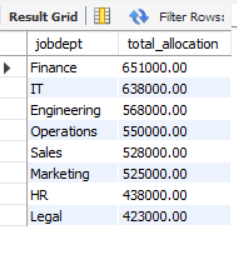 Result Grid Filter Rows:
jobdept total_allocation
Finance 651000.00
IT 638000.00
Engineering 568000.00
Operations 550000.00
Sales 528000.00
Marketing 525000.00
HR 438000.00
Legal 423000.00